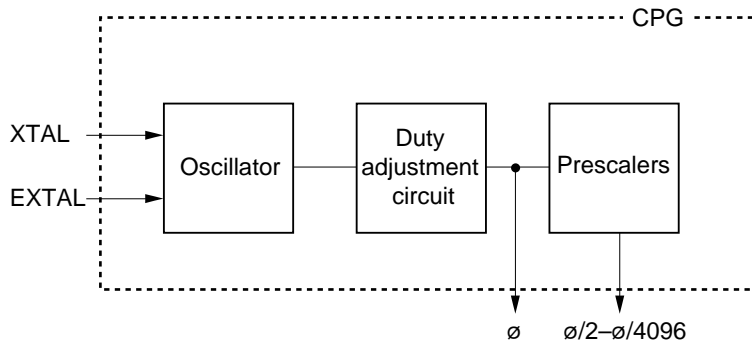 CPG
XTAL
EXTAL
Oscillator
Duty
adjustment
circuit
Prescalers
ø
ø/2–ø/4096